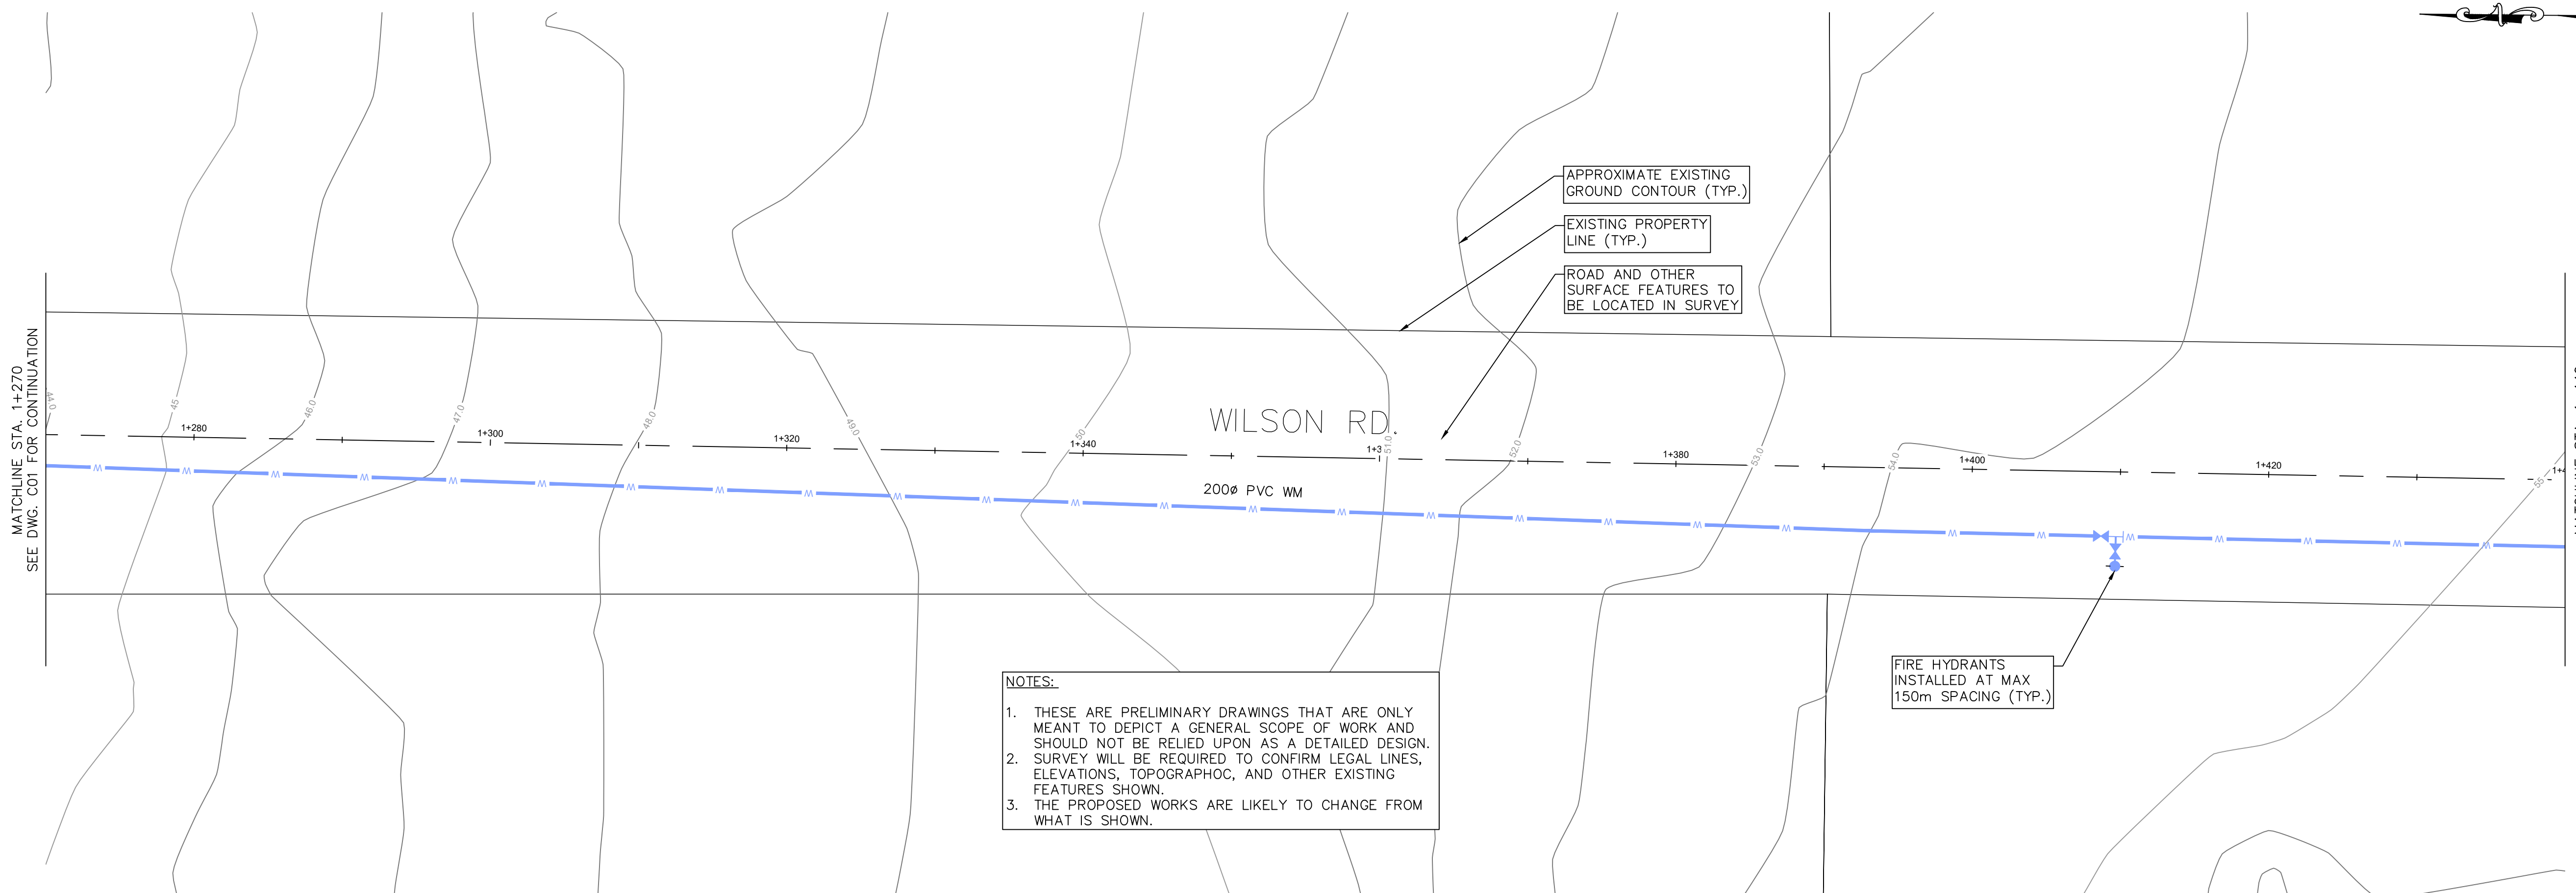 APPROXIMATE EXISTING
GROUND CONTOUR (TYP.)
EXISTING PROPERTY
LINE (TYP.)
ROAD AND OTHER
SURFACE FEATURES TO
BE LOCATED IN SURVEY
MATCHLINE STA. 1+270
SEE DWG. C01 FOR CONTINUATION
44.0
45
46.0
47.0
48.0
49.0
50
51.0
52.0
53.0
54.0
55
WILSON RD.
1+280
1+300
1+320
1+340
1+380
1+400
1+420
200ø PVC WM
W W W W W W W W W W W W W W W W W W W W W W W W W W W W
FIRE HYDRANTS
INSTALLED AT MAX
150m SPACING (TYP.)
NOTES:
1. THESE ARE PRELIMINARY DRAWINGS THAT ARE ONLY
MEANT TO DEPICT A GENERAL SCOPE OF WORK AND
SHOULD NOT BE RELIED UPON AS A DETAILED DESIGN.
2. SURVEY WILL BE REQUIRED TO CONFIRM LEGAL LINES,
ELEVATIONS, TOPOGRAPHOC, AND OTHER EXISTING
FEATURES SHOWN.
3. THE PROPOSED WORKS ARE LIKELY TO CHANGE FROM
WHAT IS SHOWN.